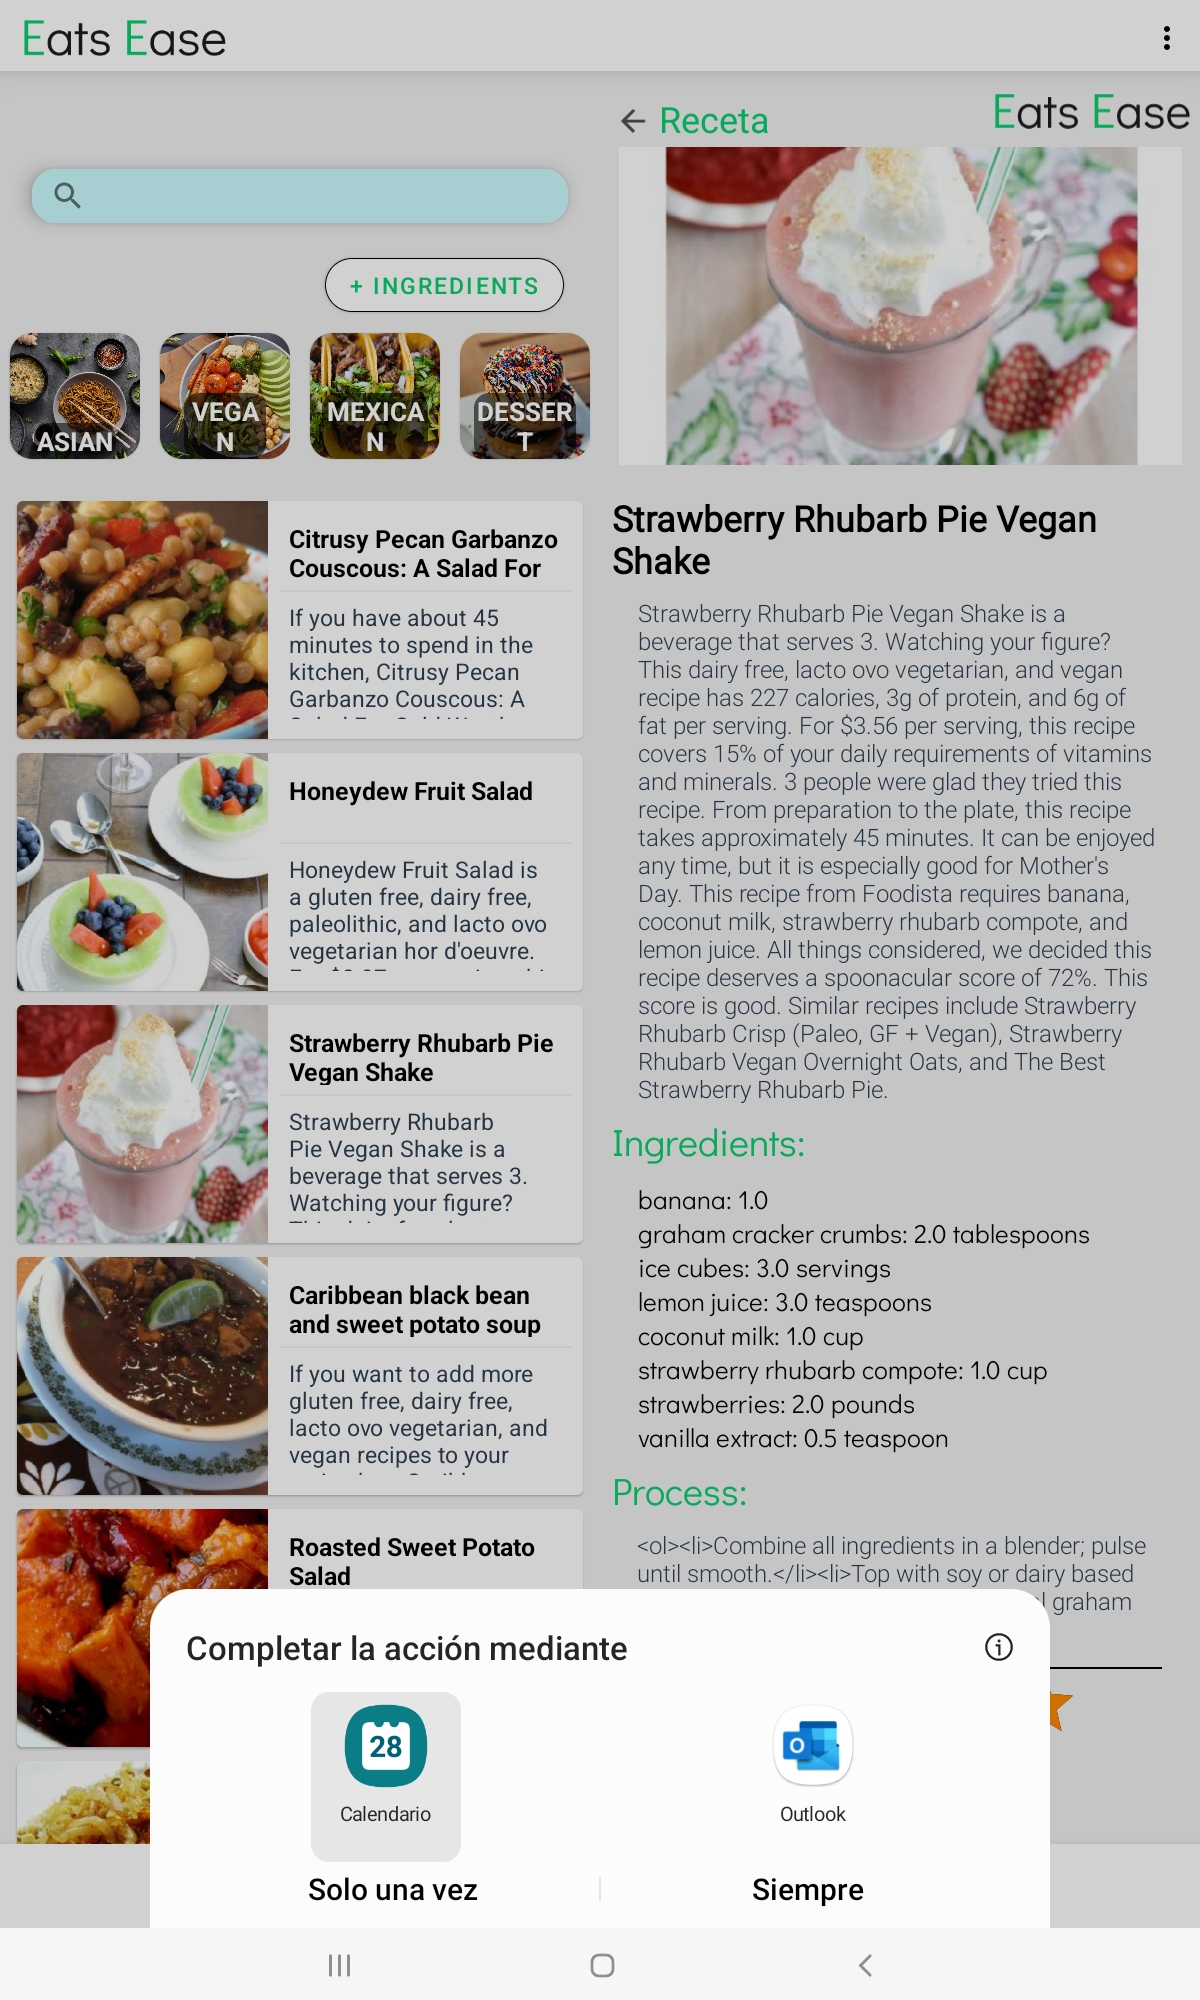 Eats Ease
+ INGREDIENTS
ASIAN
VEGA
N
MEXICA
N
DESSER
T
Citrusy Pecan Garbanzo
Couscous: A Salad For
If you have about 45
minutes to spend in the
kitchen, Citrusy Pecan
Garbanzo Couscous: A
Honeydew Fruit Salad
Honeydew Fruit Salad is
a gluten free, dairy free,
paleolithic, and lacto ovo
vegetarian hor d'oeuvre.
Strawberry Rhubarb Pie
Vegan Shake
Strawberry Rhubarb
Pie Vegan Shake is a
beverage that serves 3.
Watching your figure?
Caribbean black bean
and sweet potato soup
If you want to add more
gluten free, dairy free,
lacto ovo vegetarian, and
vegan recipes to your
Roasted Sweet Potato
Salad
Receta
Eats Ease
Strawberry Rhubarb Pie Vegan
Shake
Strawberry Rhubarb Pie Vegan Shake is a
beverage that serves 3. Watching your figure?
This dairy free, lacto ovo vegetarian, and vegan
recipe has 227 calories, 3g of protein, and 6g of
fat per serving. For $3.56 per serving, this recipe
covers 15% of your daily requirements of vitamins
and minerals. 3 people were glad they tried this
recipe. From preparation to the plate, this recipe
takes approximately 45 minutes. It can be enjoyed
any time, but it is especially good for Mother's
Day. This recipe from Foodista requires banana,
coconut milk, strawberry rhubarb compote, and
lemon juice. All things considered, we decided this
recipe deserves a spoonacular score of 72%. This
score is good. Similar recipes include Strawberry
Rhubarb Crisp (Paleo, GF + Vegan), Strawberry
Rhubarb Vegan Overnight Oats, and The Best
Strawberry Rhubarb Pie.
Ingredients:
banana: 1.0
graham cracker crumbs: 2.0 tablespoons
ice cubes: 3.0 servings
lemon juice: 3.0 teaspoons
coconut milk: 1.0 cup
strawberry rhubarb compote: 1.0 cup
strawberries: 2.0 pounds
vanilla extract: 0.5 teaspoon
Process:
<ol><li>Combine all ingredients in a blender; pulse
until smooth.</li><li>Top with soy or dairy based
graham
Completar la acción mediante
28
Calendario
Outlook
Solo una vez
Siempre